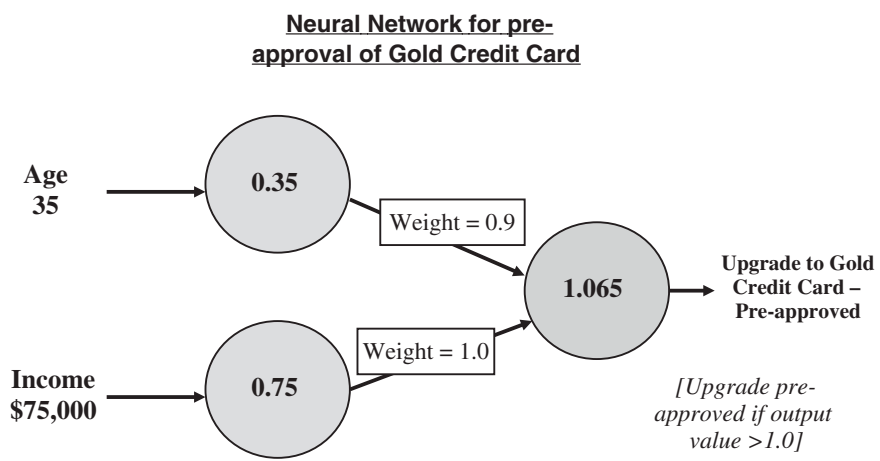 Neural Network for pre-
approval of Gold Credit Card
Age
35
0.35
Weight = 0.9
1.065
Upgrade to Gold
Credit Card –
Pre-approved
Weight = 1.0
Income
$75,000
0.75
[Upgrade pre-
approved if output
value >1.0]